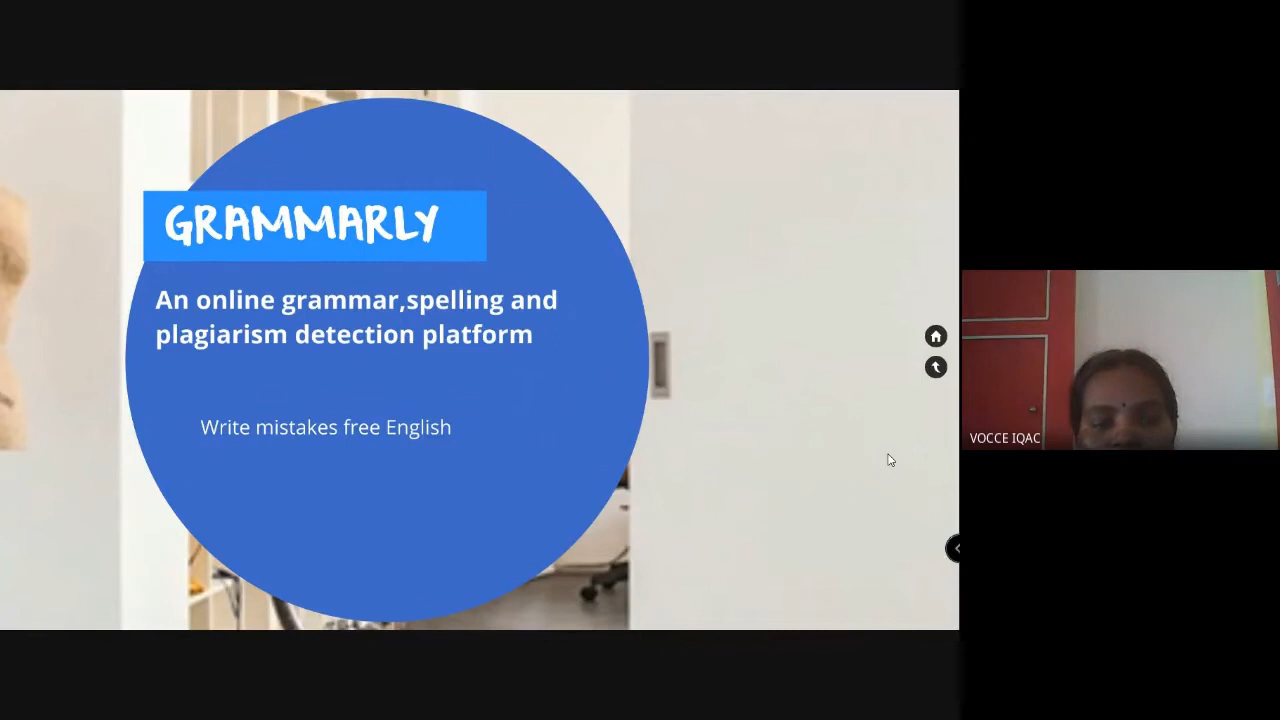 GRAMMARLY
An online grammar,spelling and
plagiarism detection platform
Write mistakes free English
VOCCE IQAC